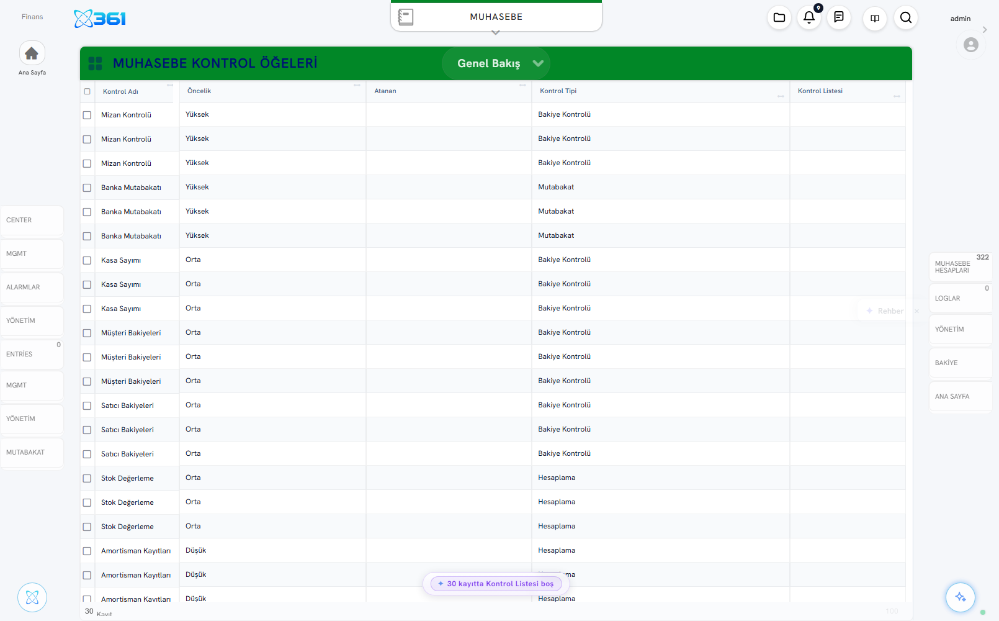 Finans
361
MUHASEBE
9
admin
Ana Sayfa
MUHASEBE KONTROL ÖĞELERİ
Genel Bakış
Kontrol Adı Öncelik Atanan Kontrol Tipi Kontrol Listesi
Mizan Kontrolü Yüksek Bakiye Kontrolü
Mizan Kontrolü Yüksek Bakiye Kontrolü
Mizan Kontrolü Yüksek Bakiye Kontrolü
Banka Mutabakatı Yüksek Mutabakat
Banka Mutabakatı Yüksek Mutabakat
Banka Mutabakatı Yüksek Mutabakat
Kasa Sayımı Orta Bakiye Kontrolü
Kasa Sayımı Orta Bakiye Kontrolü
Kasa Sayımı Orta Bakiye Kontrolü
Müşteri Bakiyeleri Orta Bakiye Kontrolü
Müşteri Bakiyeleri Orta Bakiye Kontrolü
Müşteri Bakiyeleri Orta Bakiye Kontrolü
Satıcı Bakiyeleri Orta Bakiye Kontrolü
Satıcı Bakiyeleri Orta Bakiye Kontrolü
Satıcı Bakiyeleri Orta Bakiye Kontrolü
Stok Değerleme Orta Hesaplama
Stok Değerleme Orta Hesaplama
Stok Değerleme Orta Hesaplama
Amortisman Kayıtları Düşük Hesaplama
Amortisman Kayıtları Düşük
Amortisman Kayıtları Düşük Hesaplama
30 kayıtta Kontrol Listesi boş
30 Kayıt
100
CENTER
MGMT
ALARMLAR
YÖNETİM
ENTRİES 0
MGMT
YÖNETİM
MUTABAKAT
322
MUHASEBE
HESAPLARI
0
LOGLAR
Rehber ×
YÖNETİM
BAKİYE
ANA SAYFA